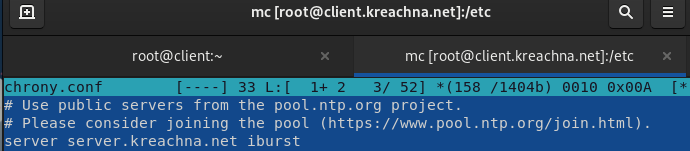 mc [root@client.kreachna.net]:/etc
root@client:~ × mc [root@client.kreachna.net]:/etc ×
chrony.conf [----] 33 L:[ 1+ 2 3/ 52] *(158 /1404b) 0010 0x00A [*
# Use public servers from the pool.ntp.org project.
# Please consider joining the pool (https://www.pool.ntp.org/join.html).
server server.kreachna.net iburst